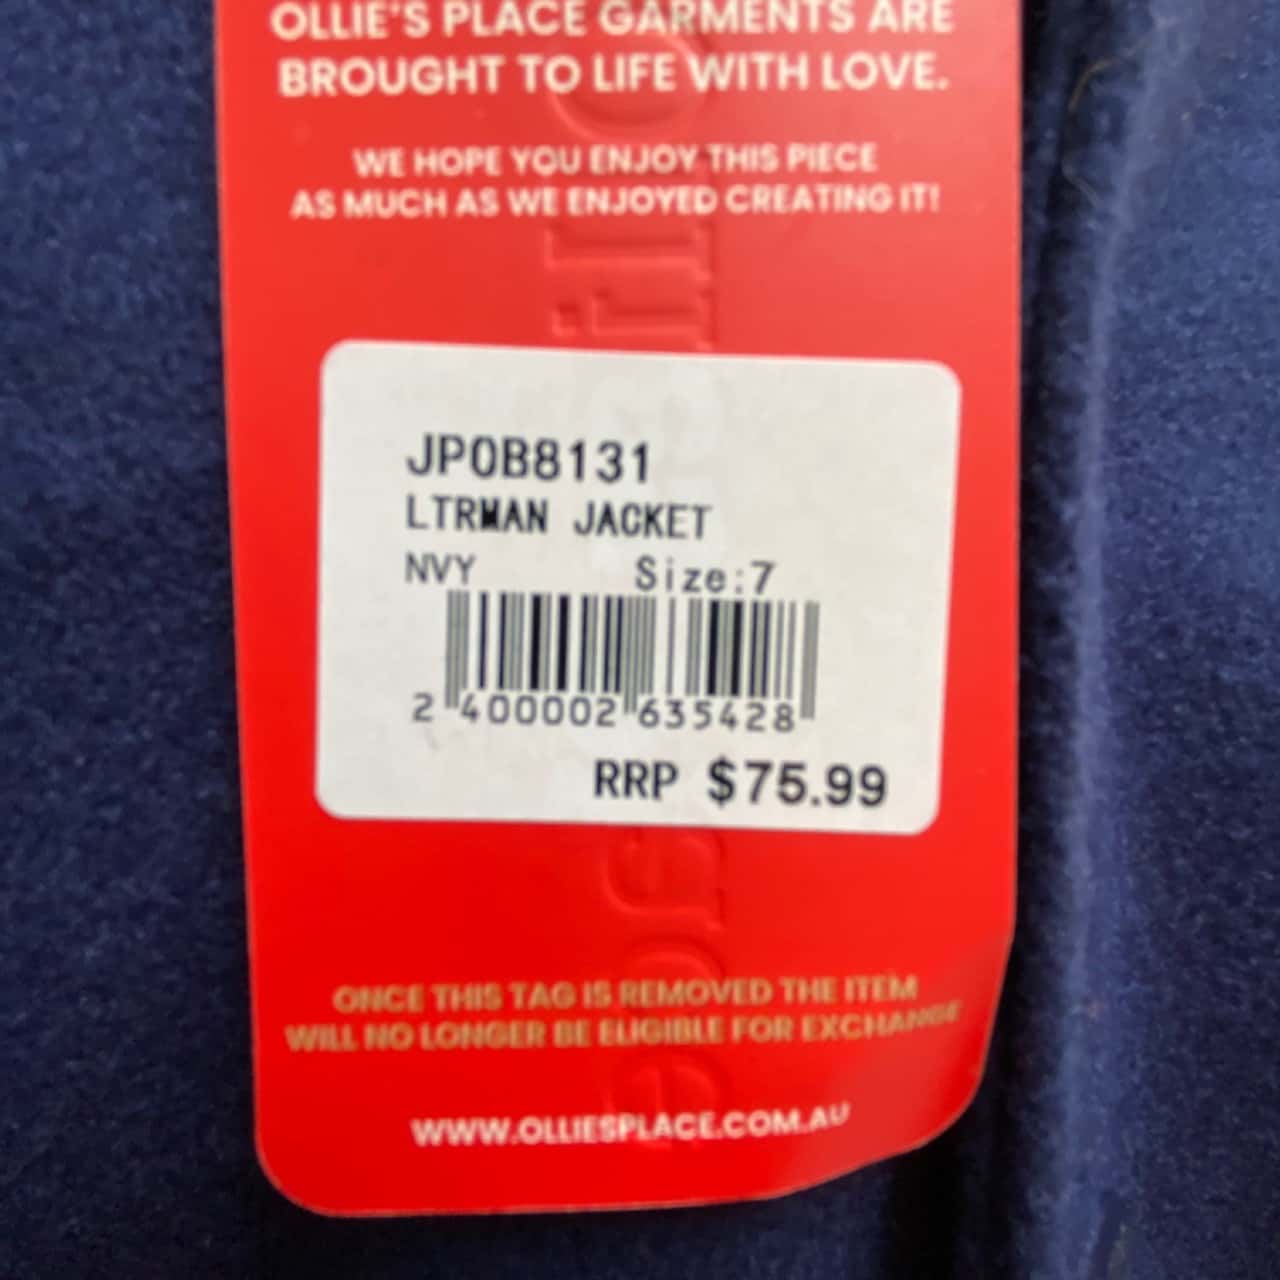 OLLIE'S PLACE GARMENTS ARE
BROUGHT TO LIFE WITH LOVE.
WE HOPE YOU ENJOY THIS PIECE
AS MUCH AS WE ENJOYED CREATING IT!
JPOB8131
LTRMAN JACKET
NVY Size:7
2 400002 635428
RRP $75.99
ONCE THIS TAG IS REMOVED THE ITEM
WILL NO LONGER BE ELIGIBLE FOR EXCHANGE
WWW.OLLIESPLACE.COM.AU